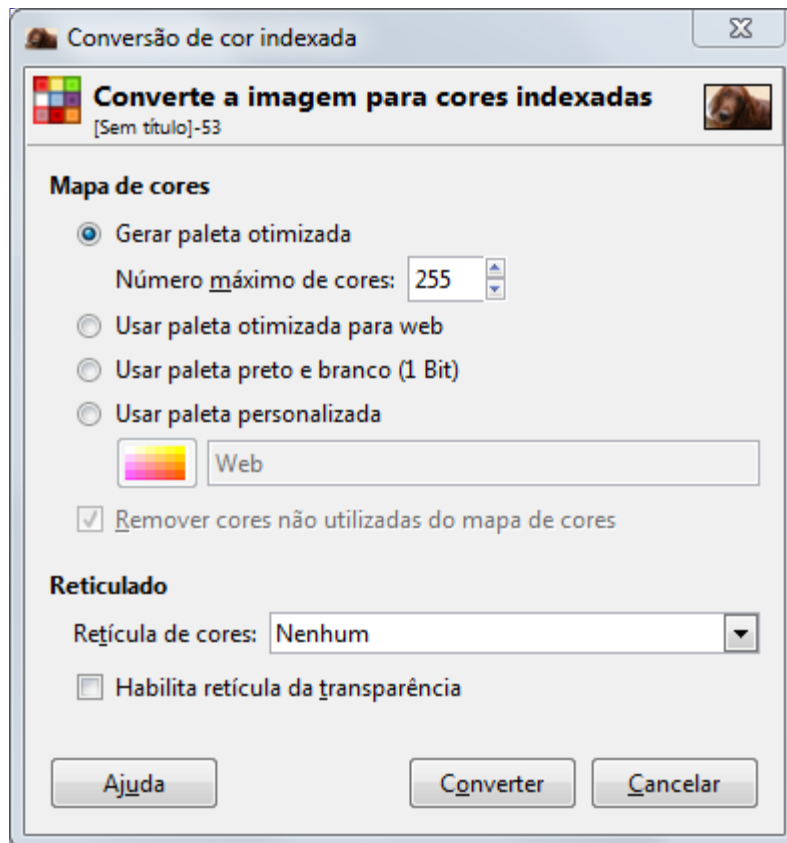 Conversão de cor indexada
Converte a imagem para cores indexadas
[Sem título]-53
Mapa de cores
Gerar paleta otimizada
Número máximo de cores: 255
Usar paleta otimizada para web
Usar paleta preto e branco (1 Bit)
Usar paleta personalizada
Web
Remover cores não utilizadas do mapa de cores
Reticulado
Retícula de cores: Nenhum
Habilita retícula da transparência
Ajuda Converter Cancelar